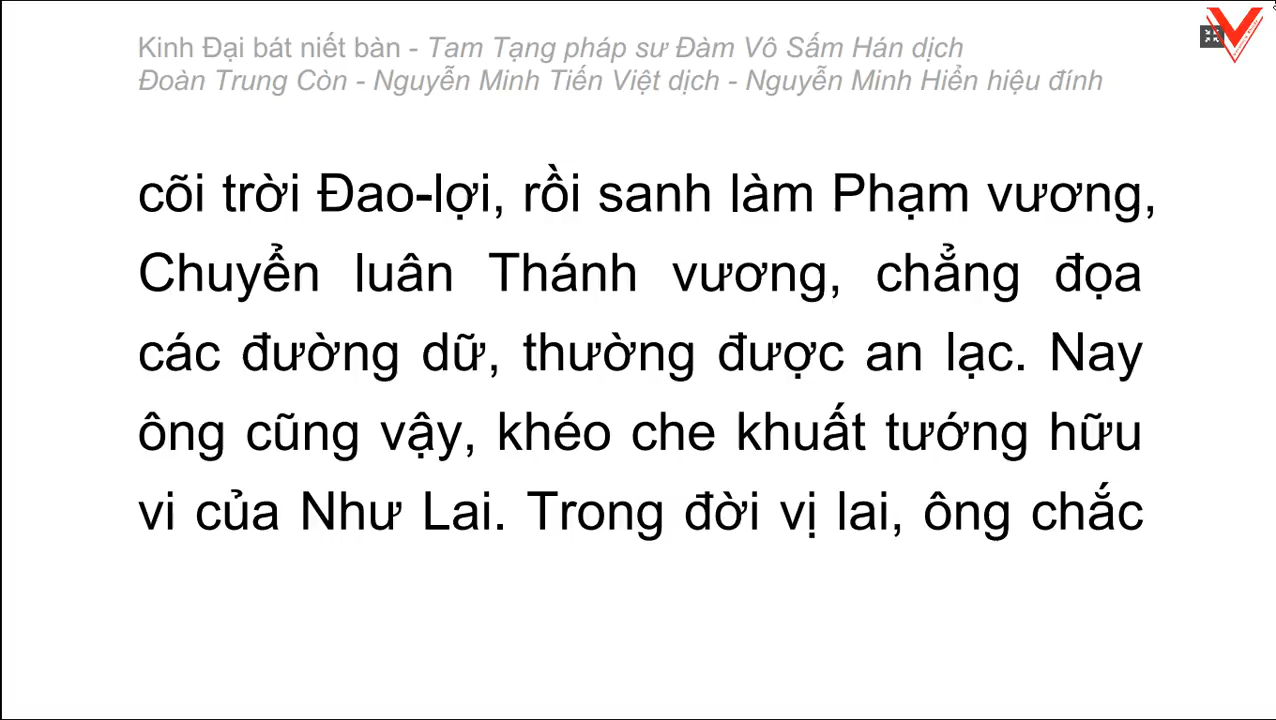 Kinh Đại bát niết bàn - Tam Tạng pháp sư Đàm Vô Sấm Hán dịch
Đoàn Trung Còn - Nguyễn Minh Tiến Việt dịch - Nguyễn Minh Hiển hiệu đính
cõi trời Đao-lợi, rồi sanh làm Phạm vương,
Chuyển luân Thánh vương, chẳng đọa
các đường dữ, thường được an lạc. Nay
ông cũng vậy, khéo che khuất tướng hữu
vi của Như Lai. Trong đời vị lai, ông chắc